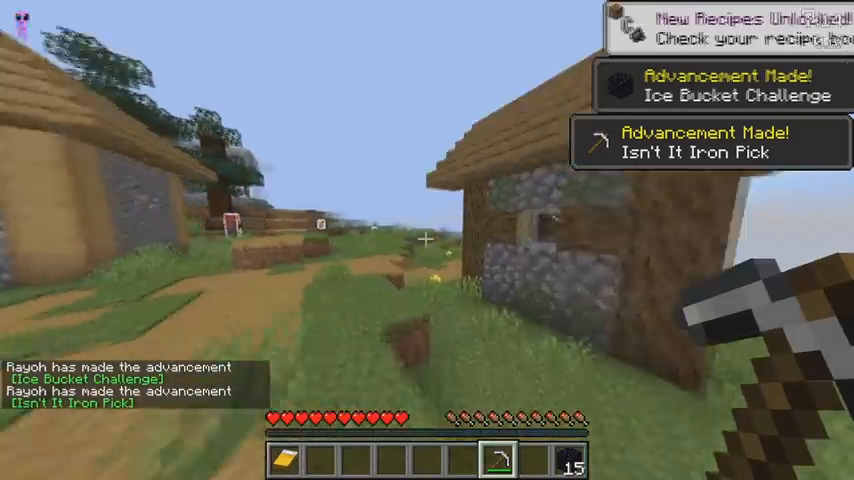 New Recipes Unlocked!
Check your recipe boo
Advancement Made!
Ice Bucket Challenge
Advancement Made!
Isn't It Iron Pick
Rayoh has made the advancement
[Ice Bucket Challenge]
Rayoh has made the advancement
[Isn't It Iron Pick]
15